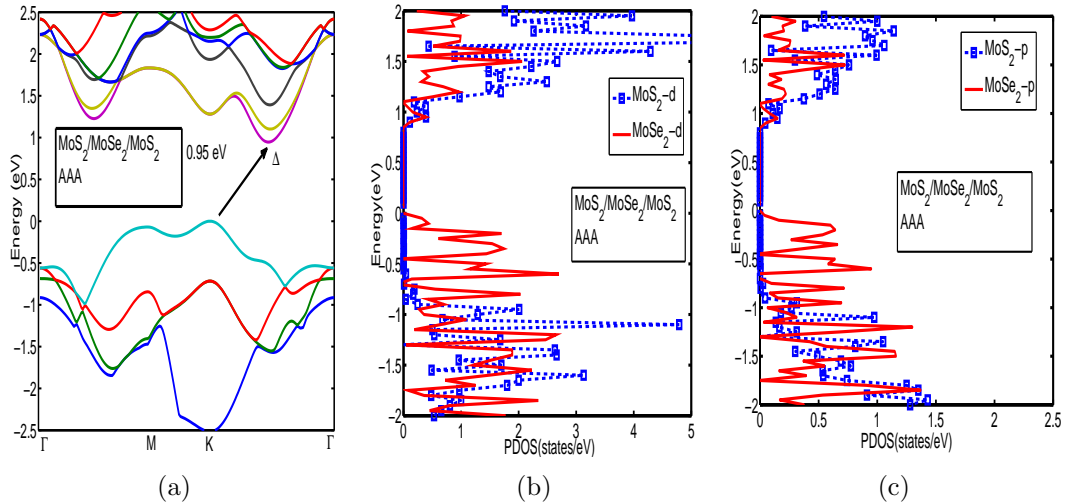 2.5
2
1.5
1
0.5
0
−0.5
−1
−1.5
−2
−2.5
Energy (eV)
Γ
M
K
Γ
MoS2/MoSe2/MoS2
AAA
0.95 eV
Δ
(a)
2
1.5
1
0.5
0
−0.5
−1
−1.5
−2
Energy(eV)
0
1
2
3
4
5
PDOS(states/eV)
MoS2−d
MoSe2−d
MoS2/MoSe2/MoS2
AAA
(b)
2
1.5
1
0.5
0
−0.5
−1
−1.5
−2
Energy(eV)
0
0.5
1
1.5
2
2.5
PDOS(states/eV)
MoS2−p
MoSe2−p
MoS2/MoSe2/MoS2
AAA
(c)